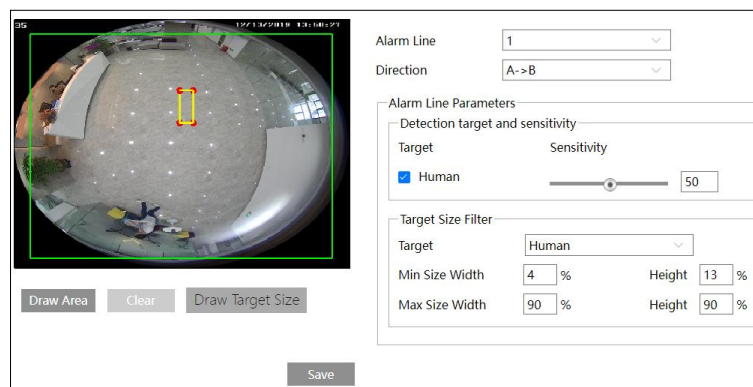 35
12/13/2019 13:50:27
Alarm Line 1
Direction A->B
Alarm Line Parameters
Detection target and sensitivity
Target Sensitivity
Human 50
Target Size Filter
Target Human
Min Size Width 4 % Height 13 %
Max Size Width 90 % Height 90 %
Draw Area Clear Draw Target Size
Save